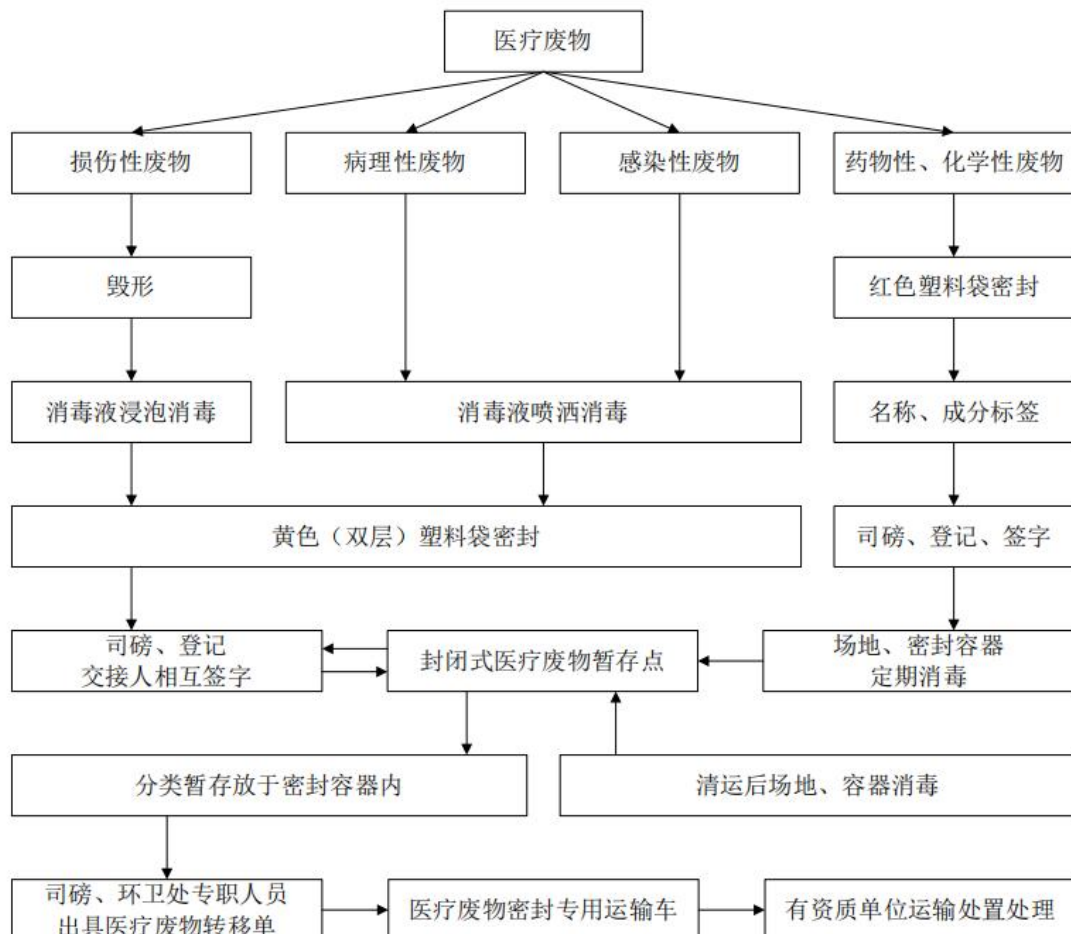 医疗废物
损伤性废物
病理性废物
感染性废物
药物性、化学性废物
毁形
红色塑料袋密封
消毒液浸泡消毒
消毒液喷洒消毒
名称、成分标签
黄色（双层）塑料袋密封
司磅、登记、签字
司磅、登记
交接人相互签字
封闭式医疗废物暂存点
场地、密封容器
定期消毒
分类暂存放于密封容器内
清运后场地、容器消毒
司磅、环卫处专职人员
出具医疗废物转移单
医疗废物密封专用运输车
有资质单位运输处置处理